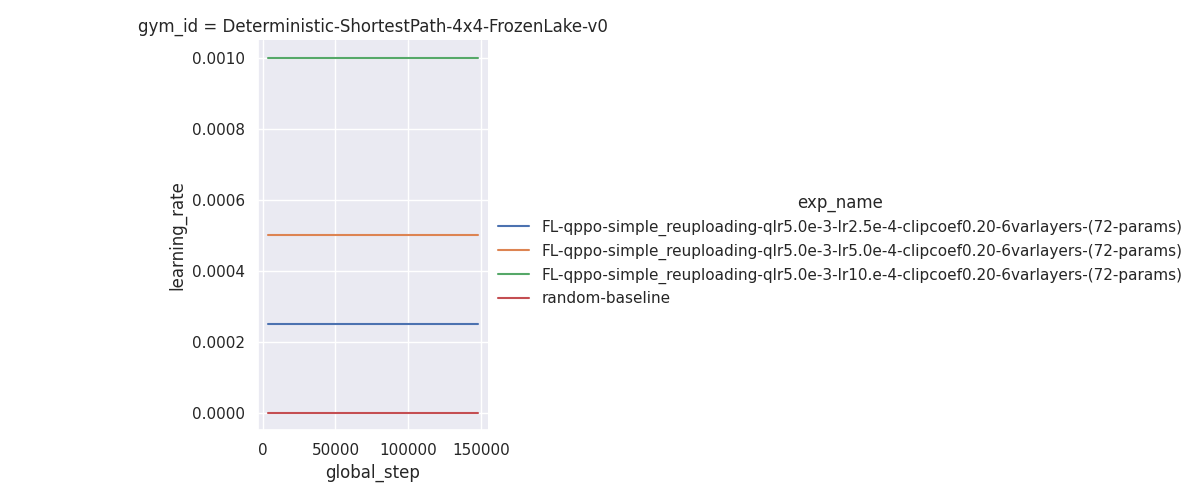 gym_id = Deterministic-ShortestPath-4x4-FrozenLake-v0
0.0010
0.0008
0.0006
0.0004
0.0002
0.0000
learning_rate
0
50000
100000
150000
global_step
exp_name
FL-qppo-simple_reuploading-qlr5.0e-3-lr2.5e-4-clipcoef0.20-6varlayers-(72-params)
FL-qppo-simple_reuploading-qlr5.0e-3-lr5.0e-4-clipcoef0.20-6varlayers-(72-params)
FL-qppo-simple_reuploading-qlr5.0e-3-lr10.e-4-clipcoef0.20-6varlayers-(72-params)
random-baseline